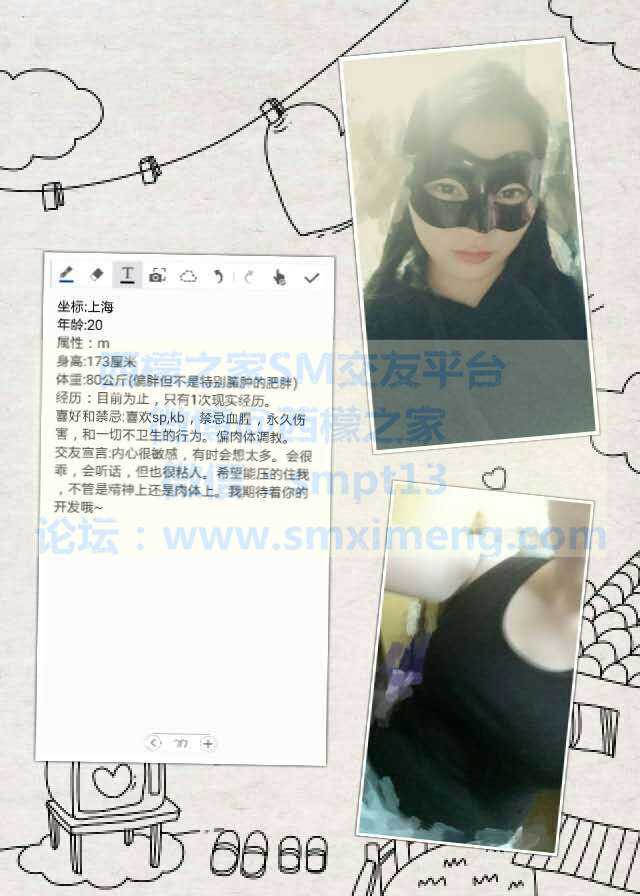 坐标:上海
年龄:20
属性：m
身高:173厘米
体重:80公斤(偏胖但不是特别臃肿的肥胖)
经历：目前为止，只有1次现实经历。
喜好和禁忌:喜欢sp,kb，禁忌血腥，永久伤
害，和一切不卫生的行为。偏肉体调教。
交友宣言:内心很敏感，有时会想太多。会很
乖，会听话，但也很粘人。希望能压的住我
，不管是精神上还是肉体上。我期待着你的
开发哦~
西檬之家SM交友平台
西檬之家
mpt13
论坛：www.smximeng.com